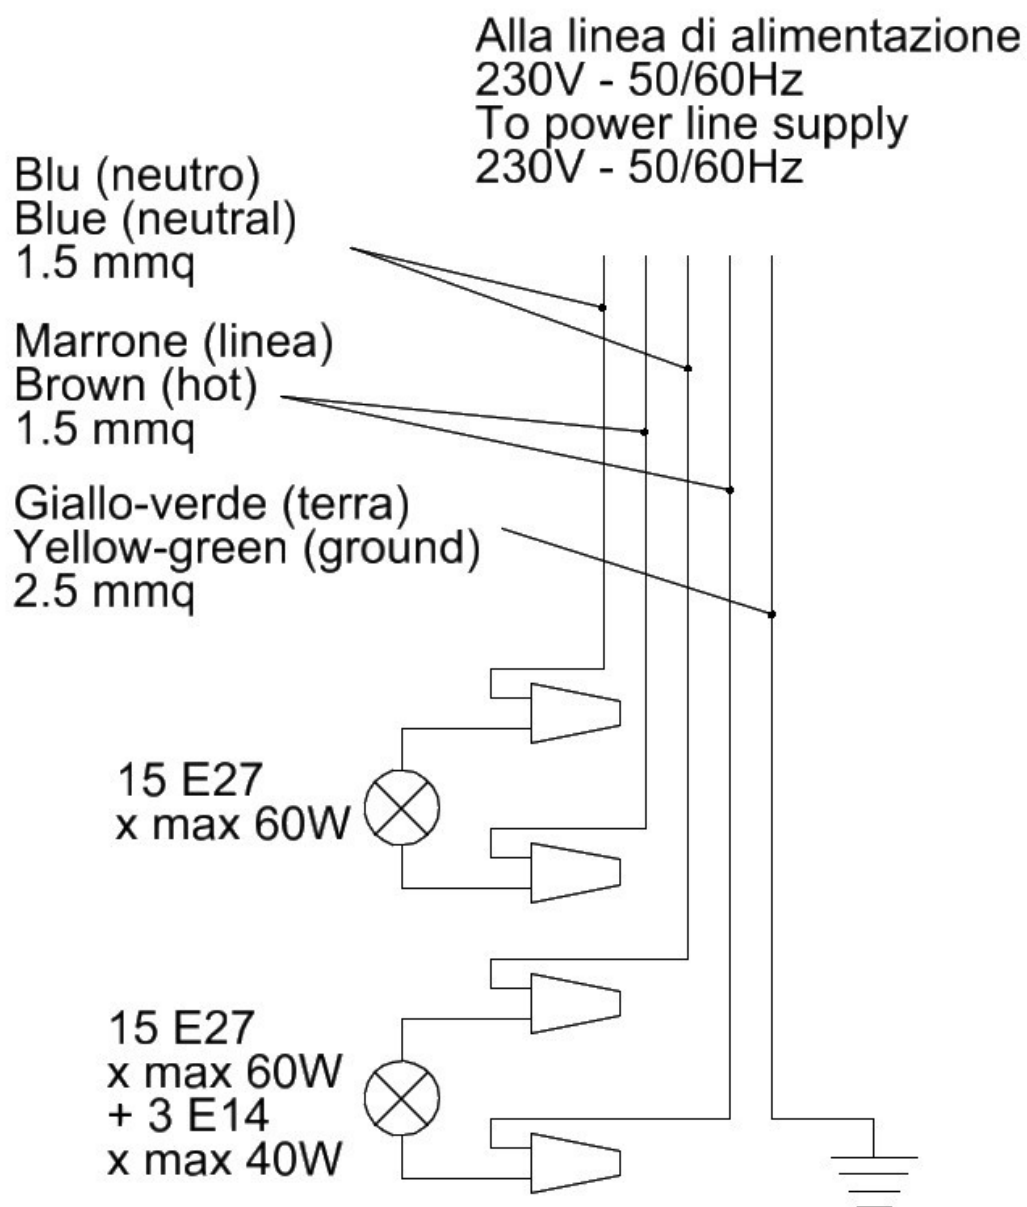 Alla linea di alimentazione
230V - 50/60Hz
To power line supply
230V - 50/60Hz
Blu (neutro)
Blue (neutral)
1.5 mmq
Marrone (linea)
Brown (hot)
1.5 mmq
Giallo-verde (terra)
Yellow-green (ground)
2.5 mmq
15 E27
x max 60W
15 E27
x max 60W
+ 3 E14
x max 40W